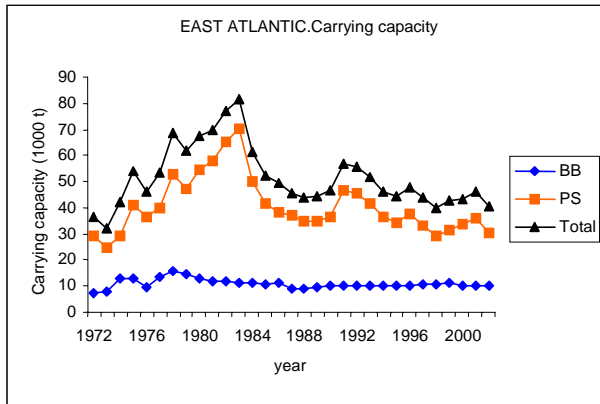 EAST ATLANTIC.Carrying capacity
Carrying capacity (1000 t)
90
80
70
60
50
40
30
20
10
0
1972 1976 1980 1984 1988 1992 1996 2000
year
BB
PS
Total